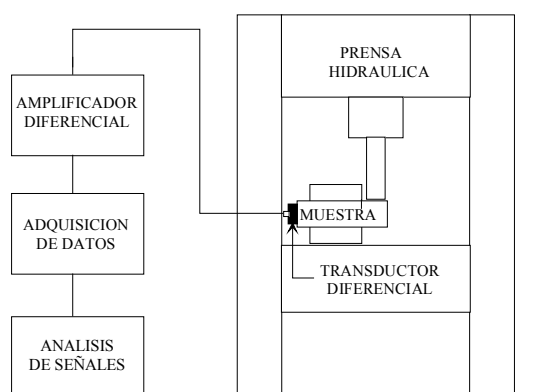 PRENSA
HIDRAULICA
AMPLIFICADOR
DIFERENCIAL
ADQUISICION
DE DATOS
MUESTRA
TRANSDUCTOR
DIFERENCIAL
ANALISIS
DE SEÑALES